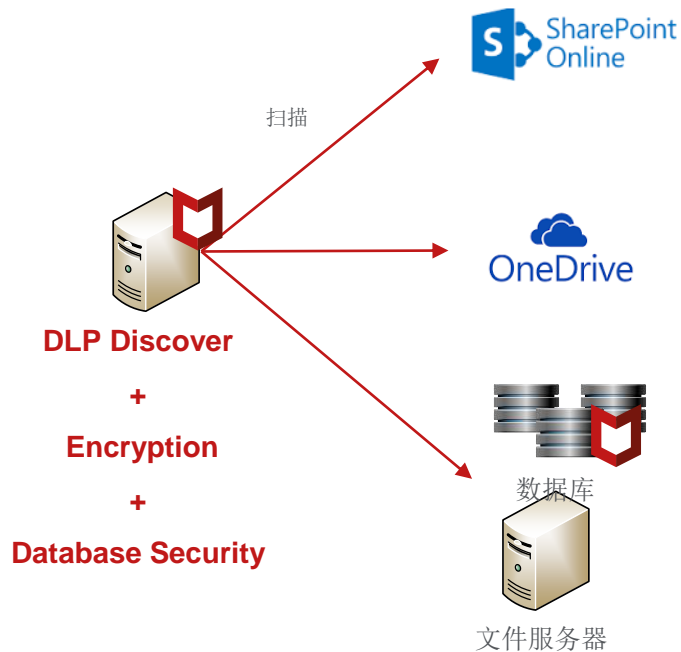 SharePoint
Online
扫描
OneDrive
DLP Discover
+
Encryption
+
Database Security
数据库
文件服务器